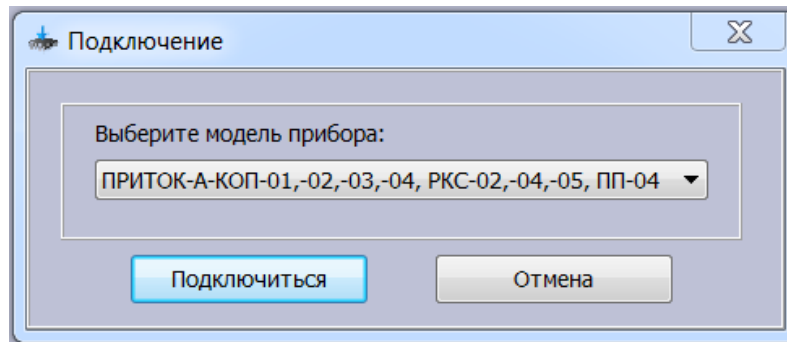 Подключение
Выберите модель прибора:
ПРИТОК-А-КОП-01,-02,-03,-04, РКС-02,-04,-05, ПП-04
Подключиться Отмена